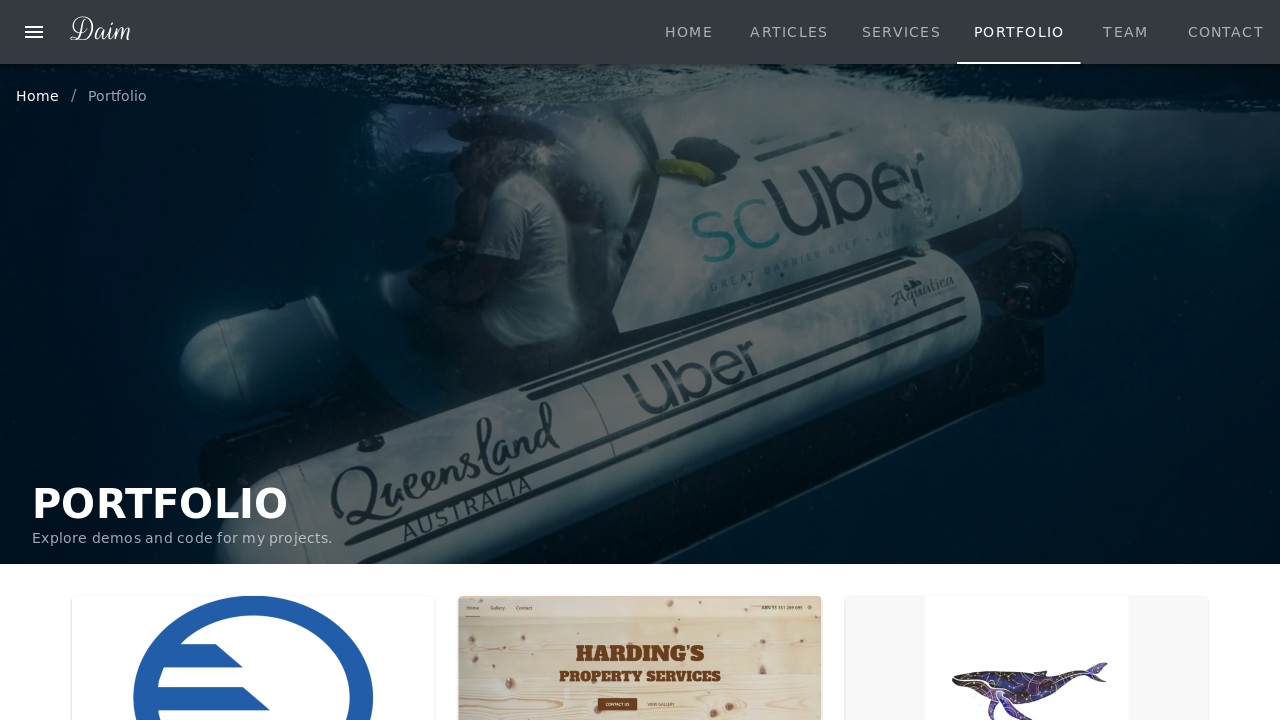 Daim
HOME
ARTICLES
SERVICES
PORTFOLIO
TEAM
CONTACT
Home / Portfolio
scUber
GREAT BARRIER REEF
Aquatica
Uber
Queensland
AUSTRALIA
PORTFOLIO
Explore demos and code for my projects.
Home Gallery Contact
HARDING'S
PROPERTY SERVICES
CONTACT US
VIEW GALLERY